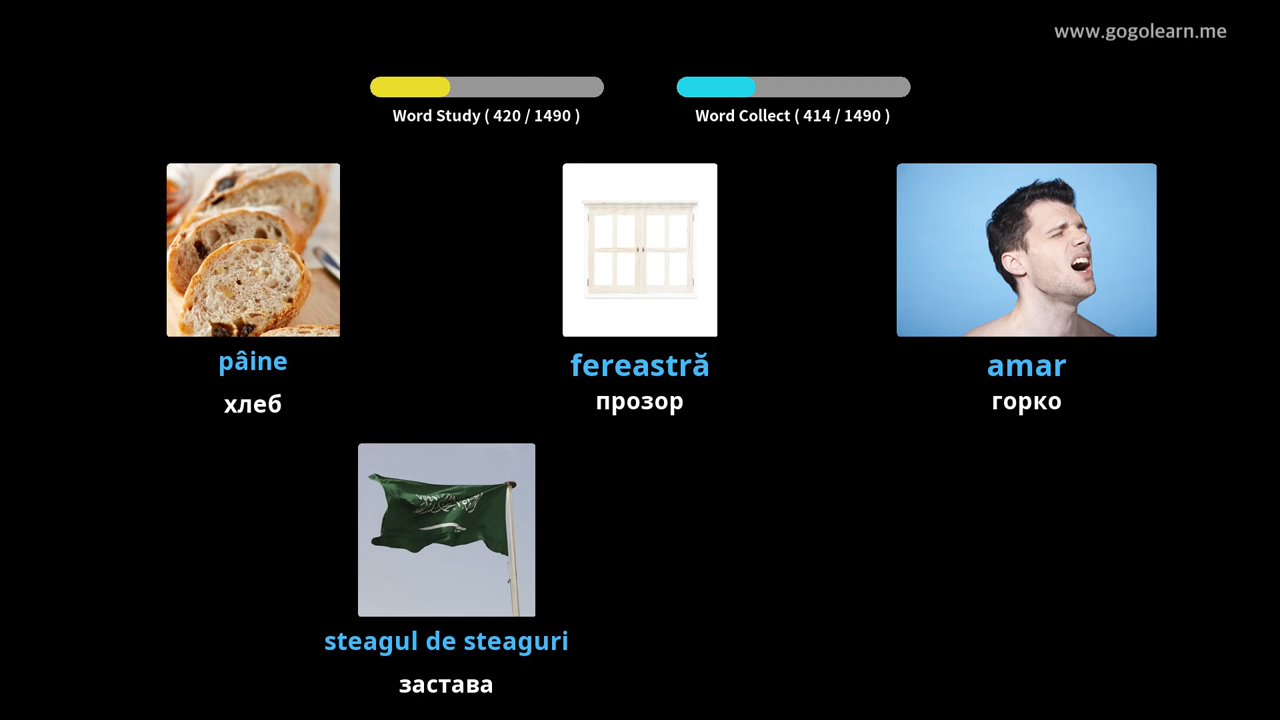 www.gogolearn.me
Word Study ( 420 / 1490 )
Word Collect ( 414 / 1490 )
pâine
хлеб
fereastră
прозор
amar
горко
steagul de steaguri
застава